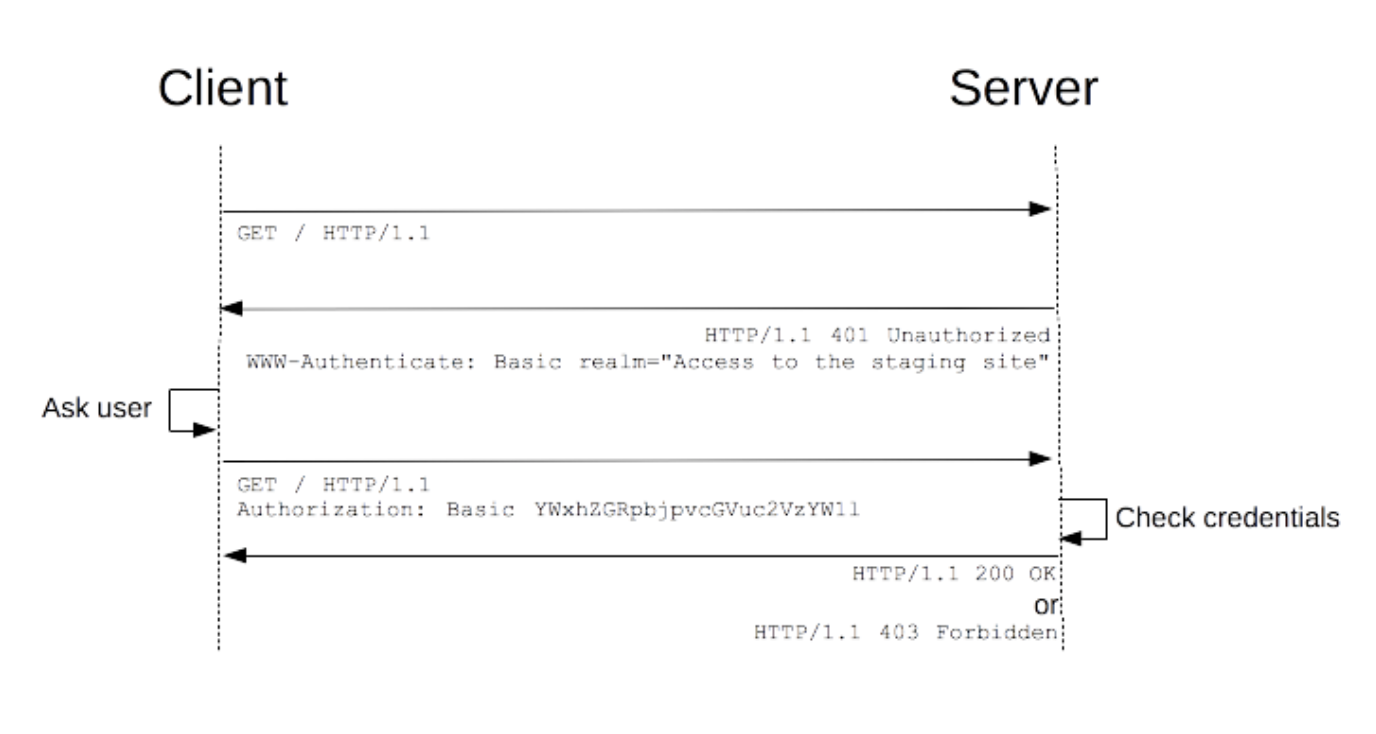 Client
Server
GET / HTTP/1.1
HTTP/1.1 401 Unauthorized
WWW-Authenticate: Basic realm="Access to the staging site"
Ask user
GET / HTTP/1.1
Authorization: Basic YWxhZGRpbjpvcGVuc2VzYW1l
Check credentials
HTTP/1.1 200 OK
or
HTTP/1.1 403 Forbidden